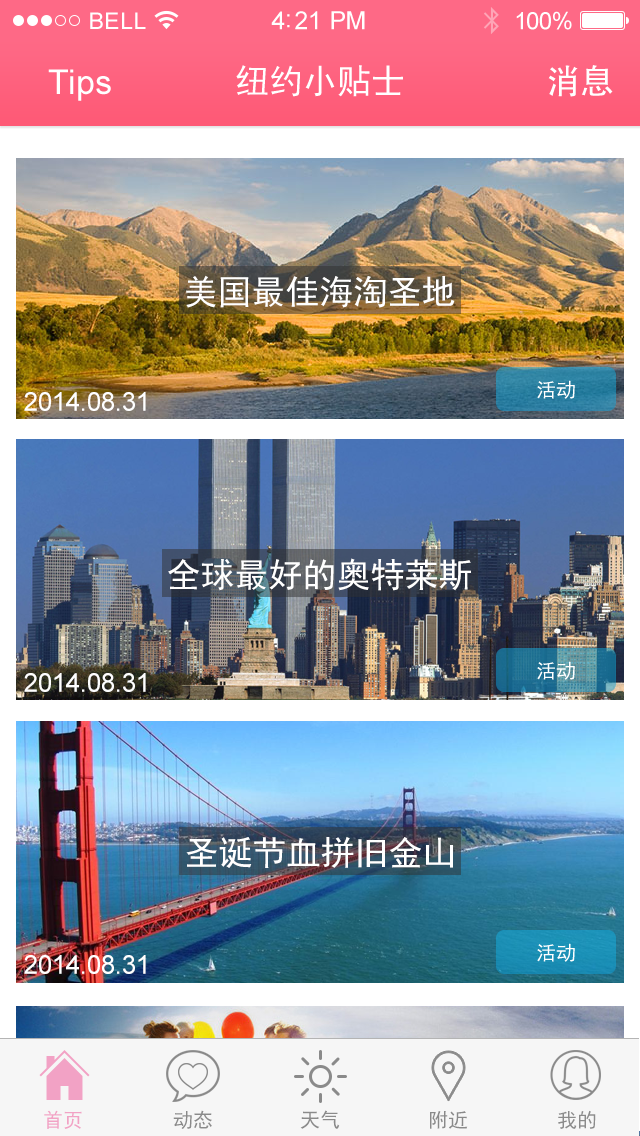 BELL 4:21 PM 100%
Tips 纽约小贴士 消息
美国最佳海淘圣地
2014.08.31 活动
全球最好的奥特莱斯
2014.08.31 活动
圣诞节血拼旧金山
2014.08.31 活动
首页 动态 天气 附近 我的